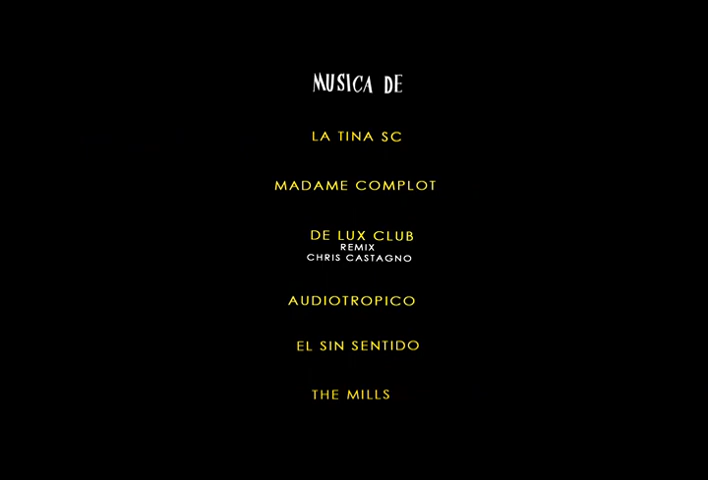 MUSICA DE
LA TINA SC
MADAME COMPLOT
DE LUX CLUB
REMIX
CHRIS CASTAGNO
AUDIOTROPICO
EL SIN SENTIDO
THE MILLS